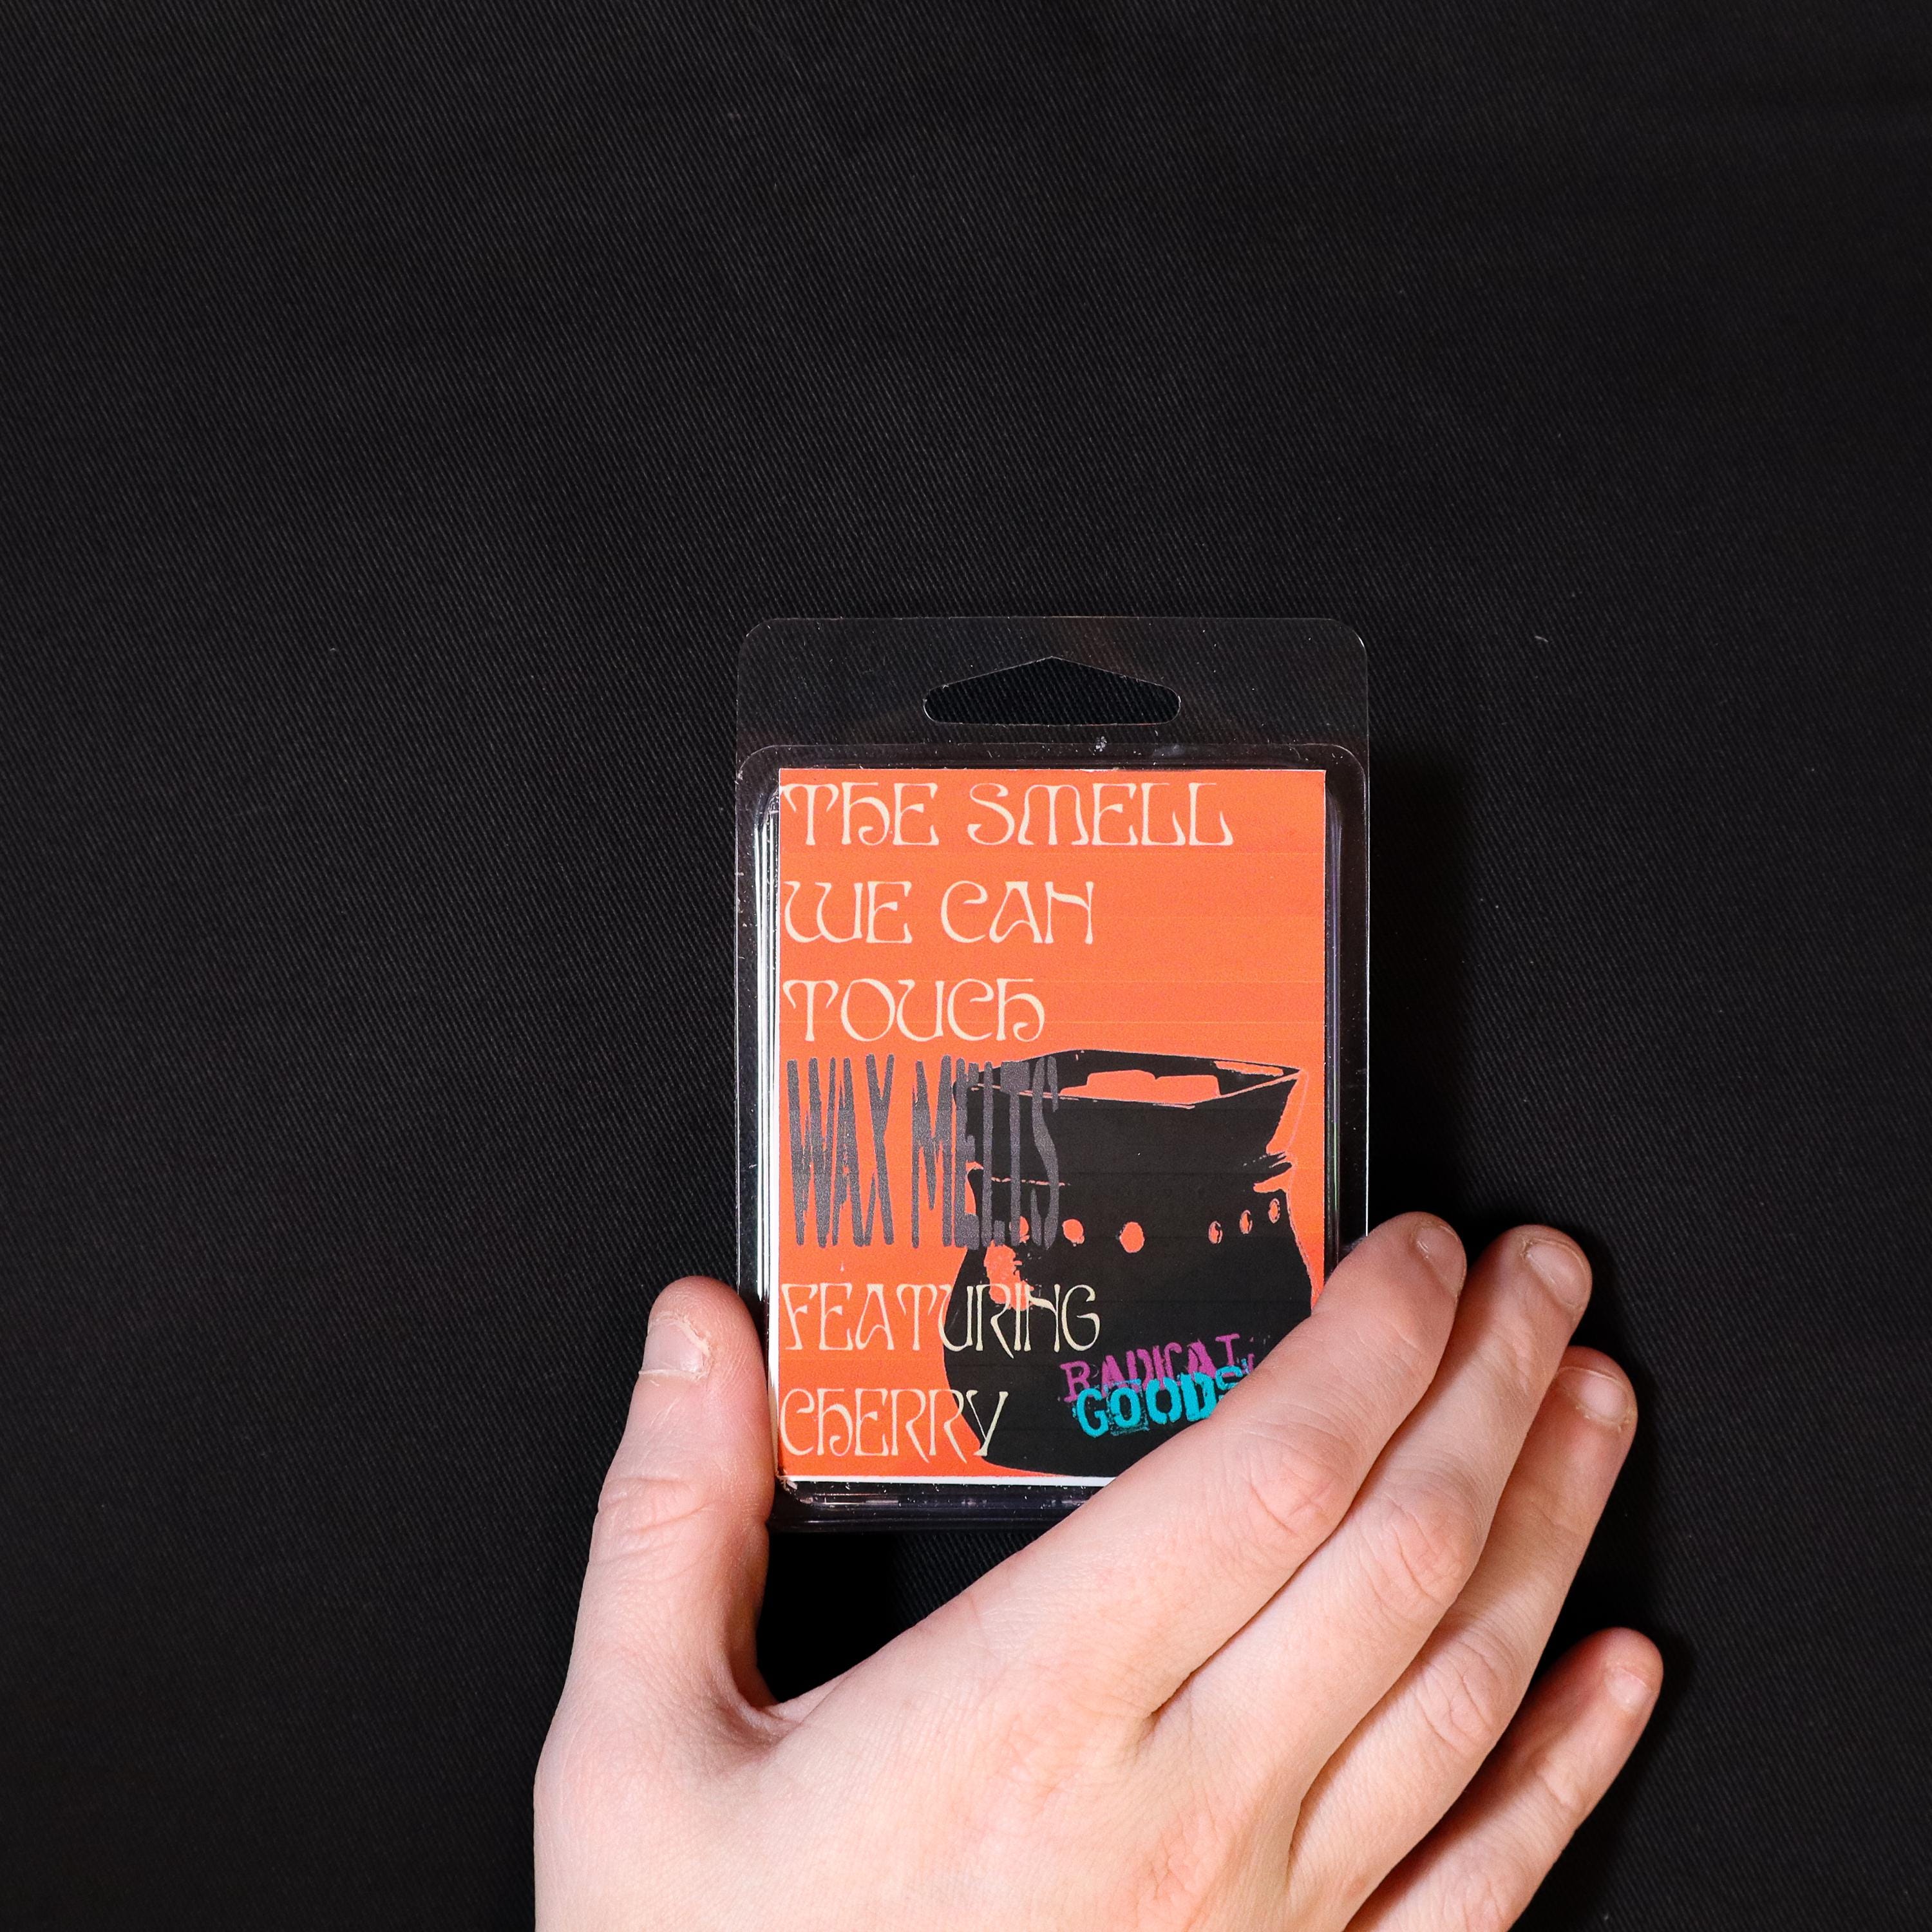 THE SMELL
WE CAN
TOUCH
WAX MELTS
FEATURING
CHERRY
RADICAL
GOODS